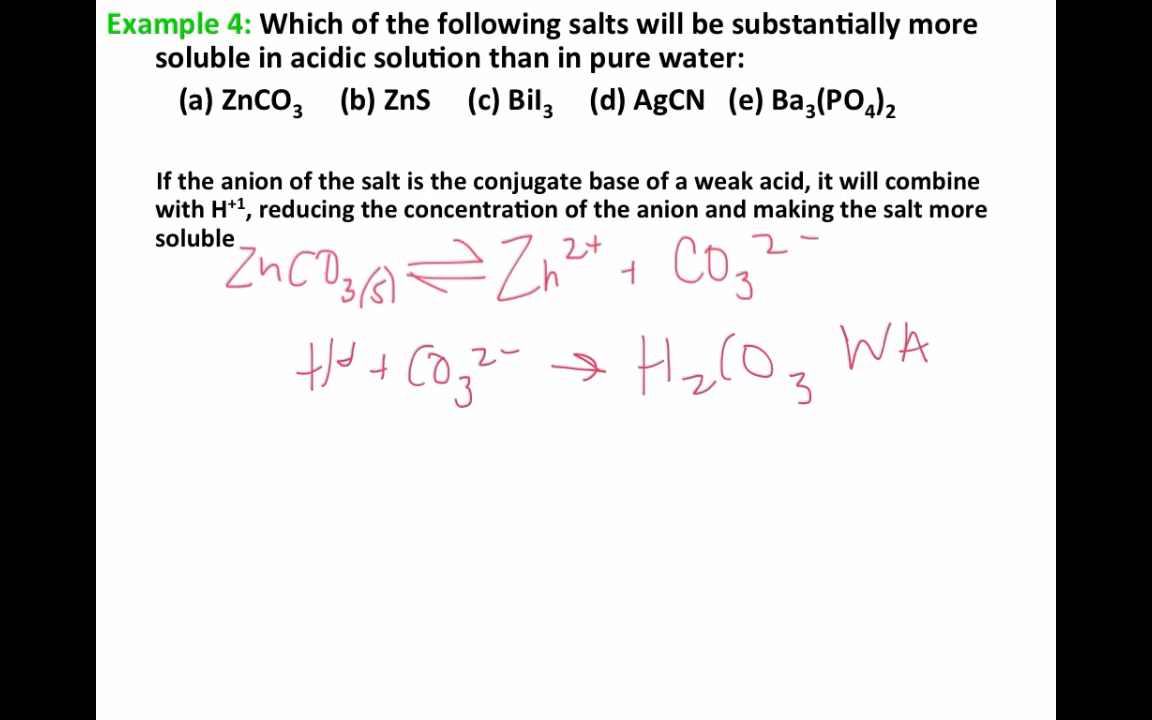 Example 4: Which of the following salts will be substantially more
soluble in acidic solution than in pure water:
(a) ZnCO₃ (b) ZnS (c) BiI₃ (d) AgCN (e) Ba₃(PO₄)₂
If the anion of the salt is the conjugate base of a weak acid, it will combine
with H⁺¹, reducing the concentration of the anion and making the salt more
soluble
ZnCO₃(s) ⇌ Zn²⁺ + CO₃²⁻
H⁺ + CO₃²⁻ → H₂CO₃ WA